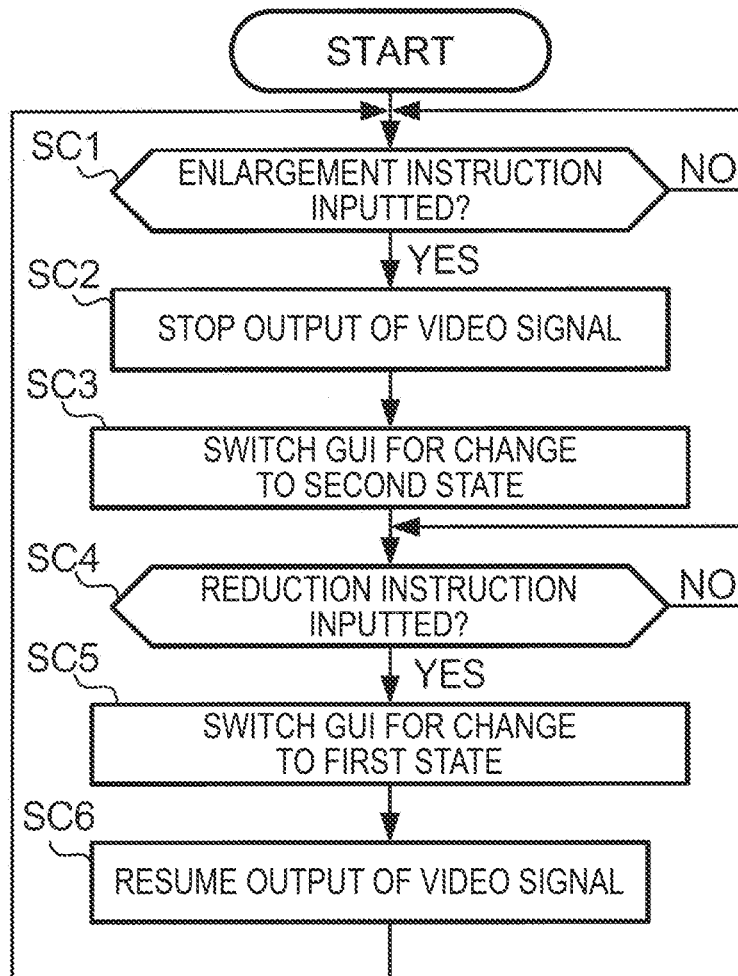 START
SC1
ENLARGEMENT INSTRUCTION
INPUTTED?
NO
YES
SC2
STOP OUTPUT OF VIDEO SIGNAL
SC3
SWITCH GUI FOR CHANGE
TO SECOND STATE
SC4
REDUCTION INSTRUCTION
INPUTTED?
NO
YES
SC5
SWITCH GUI FOR CHANGE
TO FIRST STATE
SC6
RESUME OUTPUT OF VIDEO SIGNAL